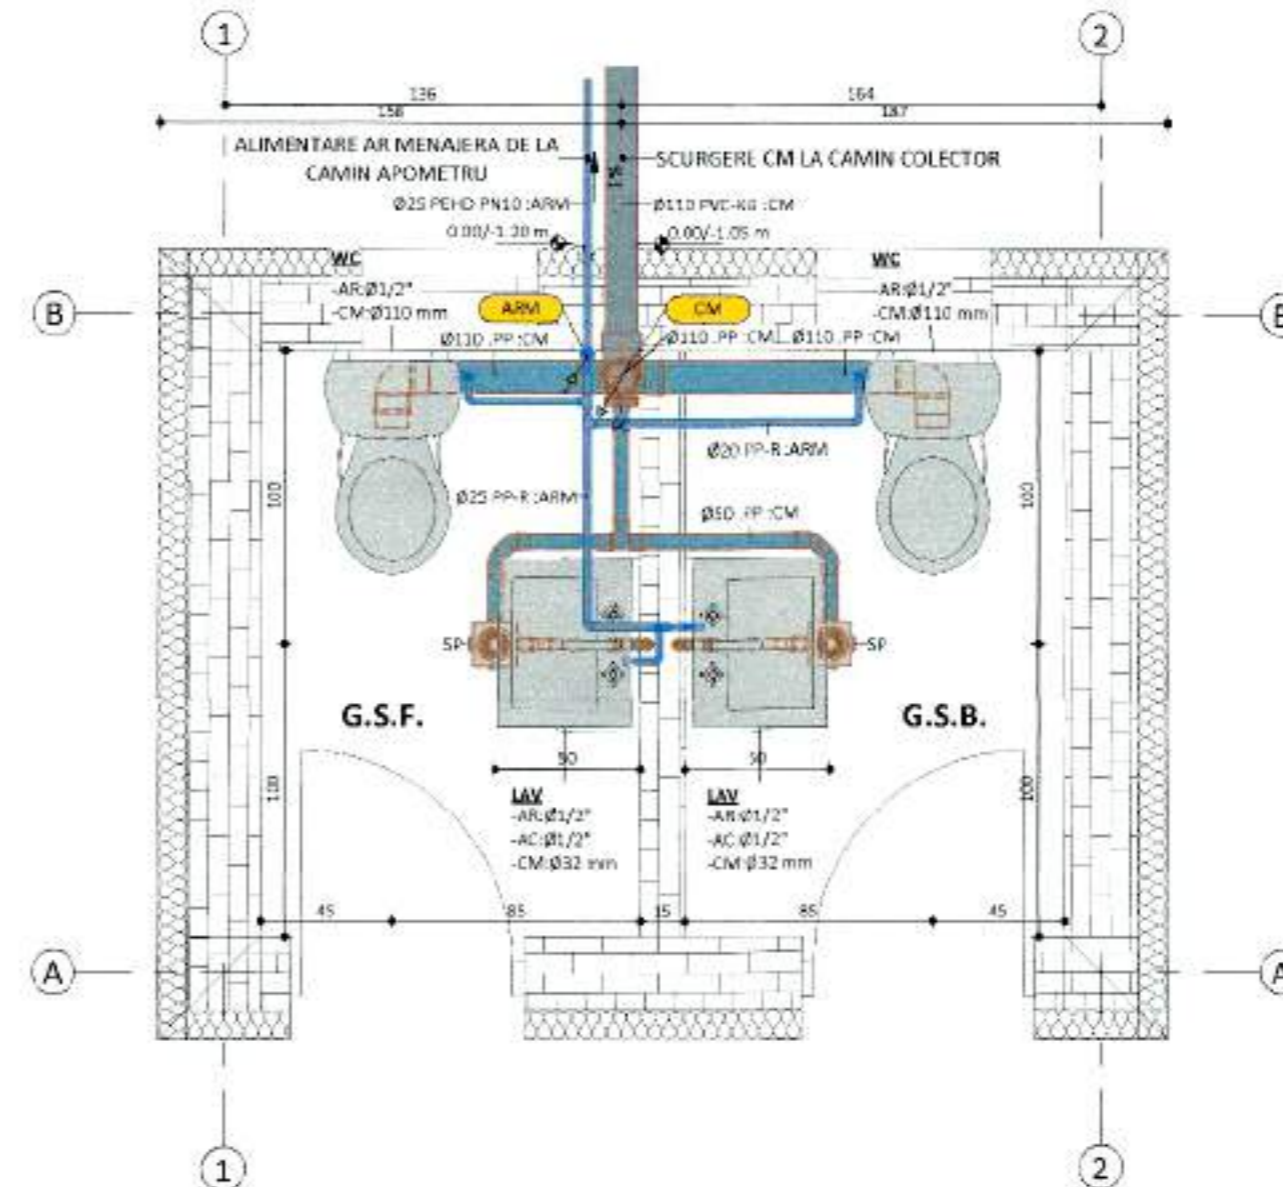 1
2
136
164
158
187
ALIMENTARE AR MENAJERA DE LA
CAMIN APOMETRU
SCURGERE CM LA CAMIN COLECTOR
1%
Ø25 PEHD PN10 :ARM
Ø110 PVC-KG :CM
0.00/-1.20 m
0.00/-1.05 m
WC
-AR:Ø1/2"
-CM:Ø110 mm
WC
-AR:Ø1/2"
-CM:Ø110 mm
B
ARM
CM
Ø110 .PP :CM
Ø110 .PP :CM
Ø110 .PP :CM
Ø20 PP-R :ARM
100
100
Ø25 PP-R :ARM
Ø50 .PP :CM
SP
SP
G.S.F.
G.S.B.
50
50
100
100
LAV
-AR:Ø1/2"
-AC:Ø1/2"
-CM:Ø32 mm
LAV
-AR:Ø1/2"
-AC:Ø1/2"
-CM:Ø32 mm
45
85
15
85
45
A
A
1
2